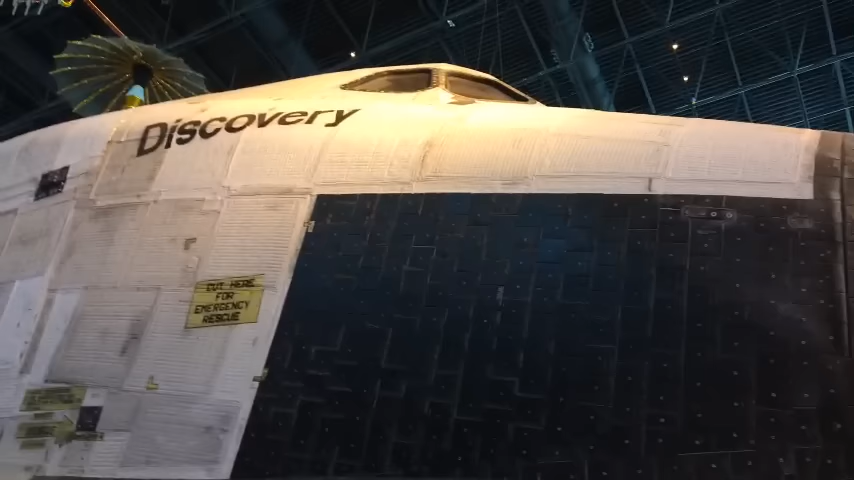 Discovery
CUT HERE
FOR
EMERGENCY
RESCUE